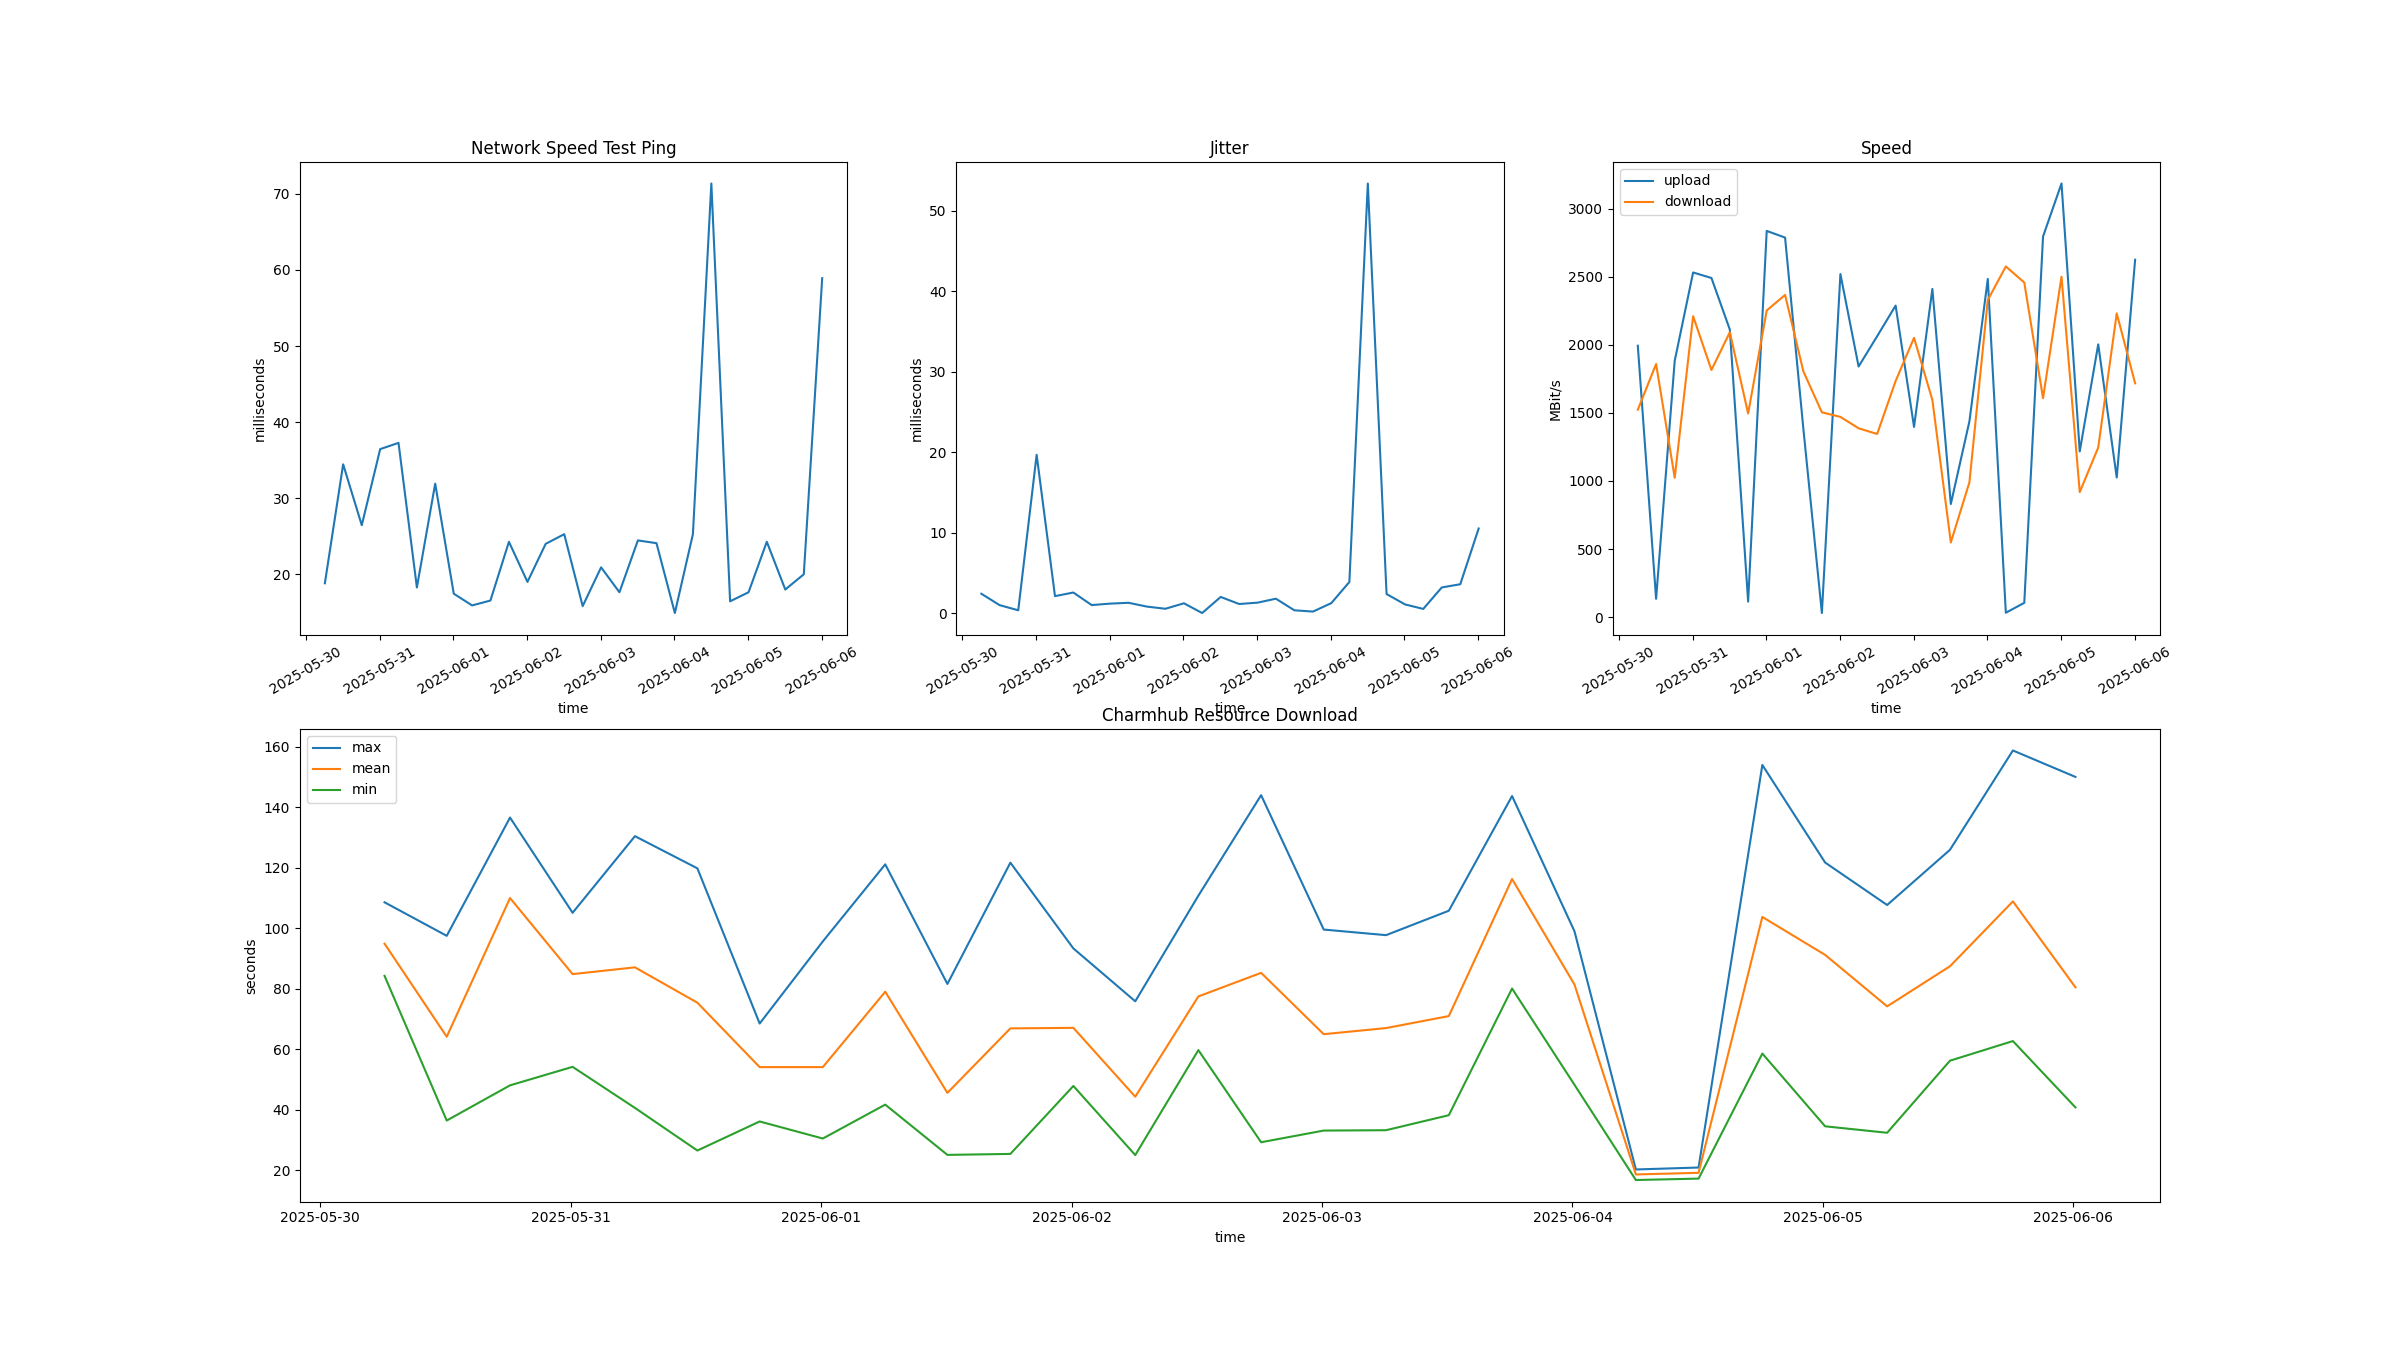 Network Speed Test Ping
milliseconds
70
60
50
40
30
20
2025-05-30 2025-05-31 2025-06-01 2025-06-02 2025-06-03 2025-06-04 2025-06-05 2025-06-06
time
Jitter
milliseconds
50
40
30
20
10
0
2025-05-30 2025-05-31 2025-06-01 2025-06-02 2025-06-03 2025-06-04 2025-06-05 2025-06-06
time
Speed
upload
download
MBit/s
3000
2500
2000
1500
1000
500
0
2025-05-30 2025-05-31 2025-06-01 2025-06-02 2025-06-03 2025-06-04 2025-06-05 2025-06-06
time
Charmhub Resource Download
max
mean
min
seconds
160
140
120
100
80
60
40
20
2025-05-30 2025-05-31 2025-06-01 2025-06-02 2025-06-03 2025-06-04 2025-06-05 2025-06-06
time